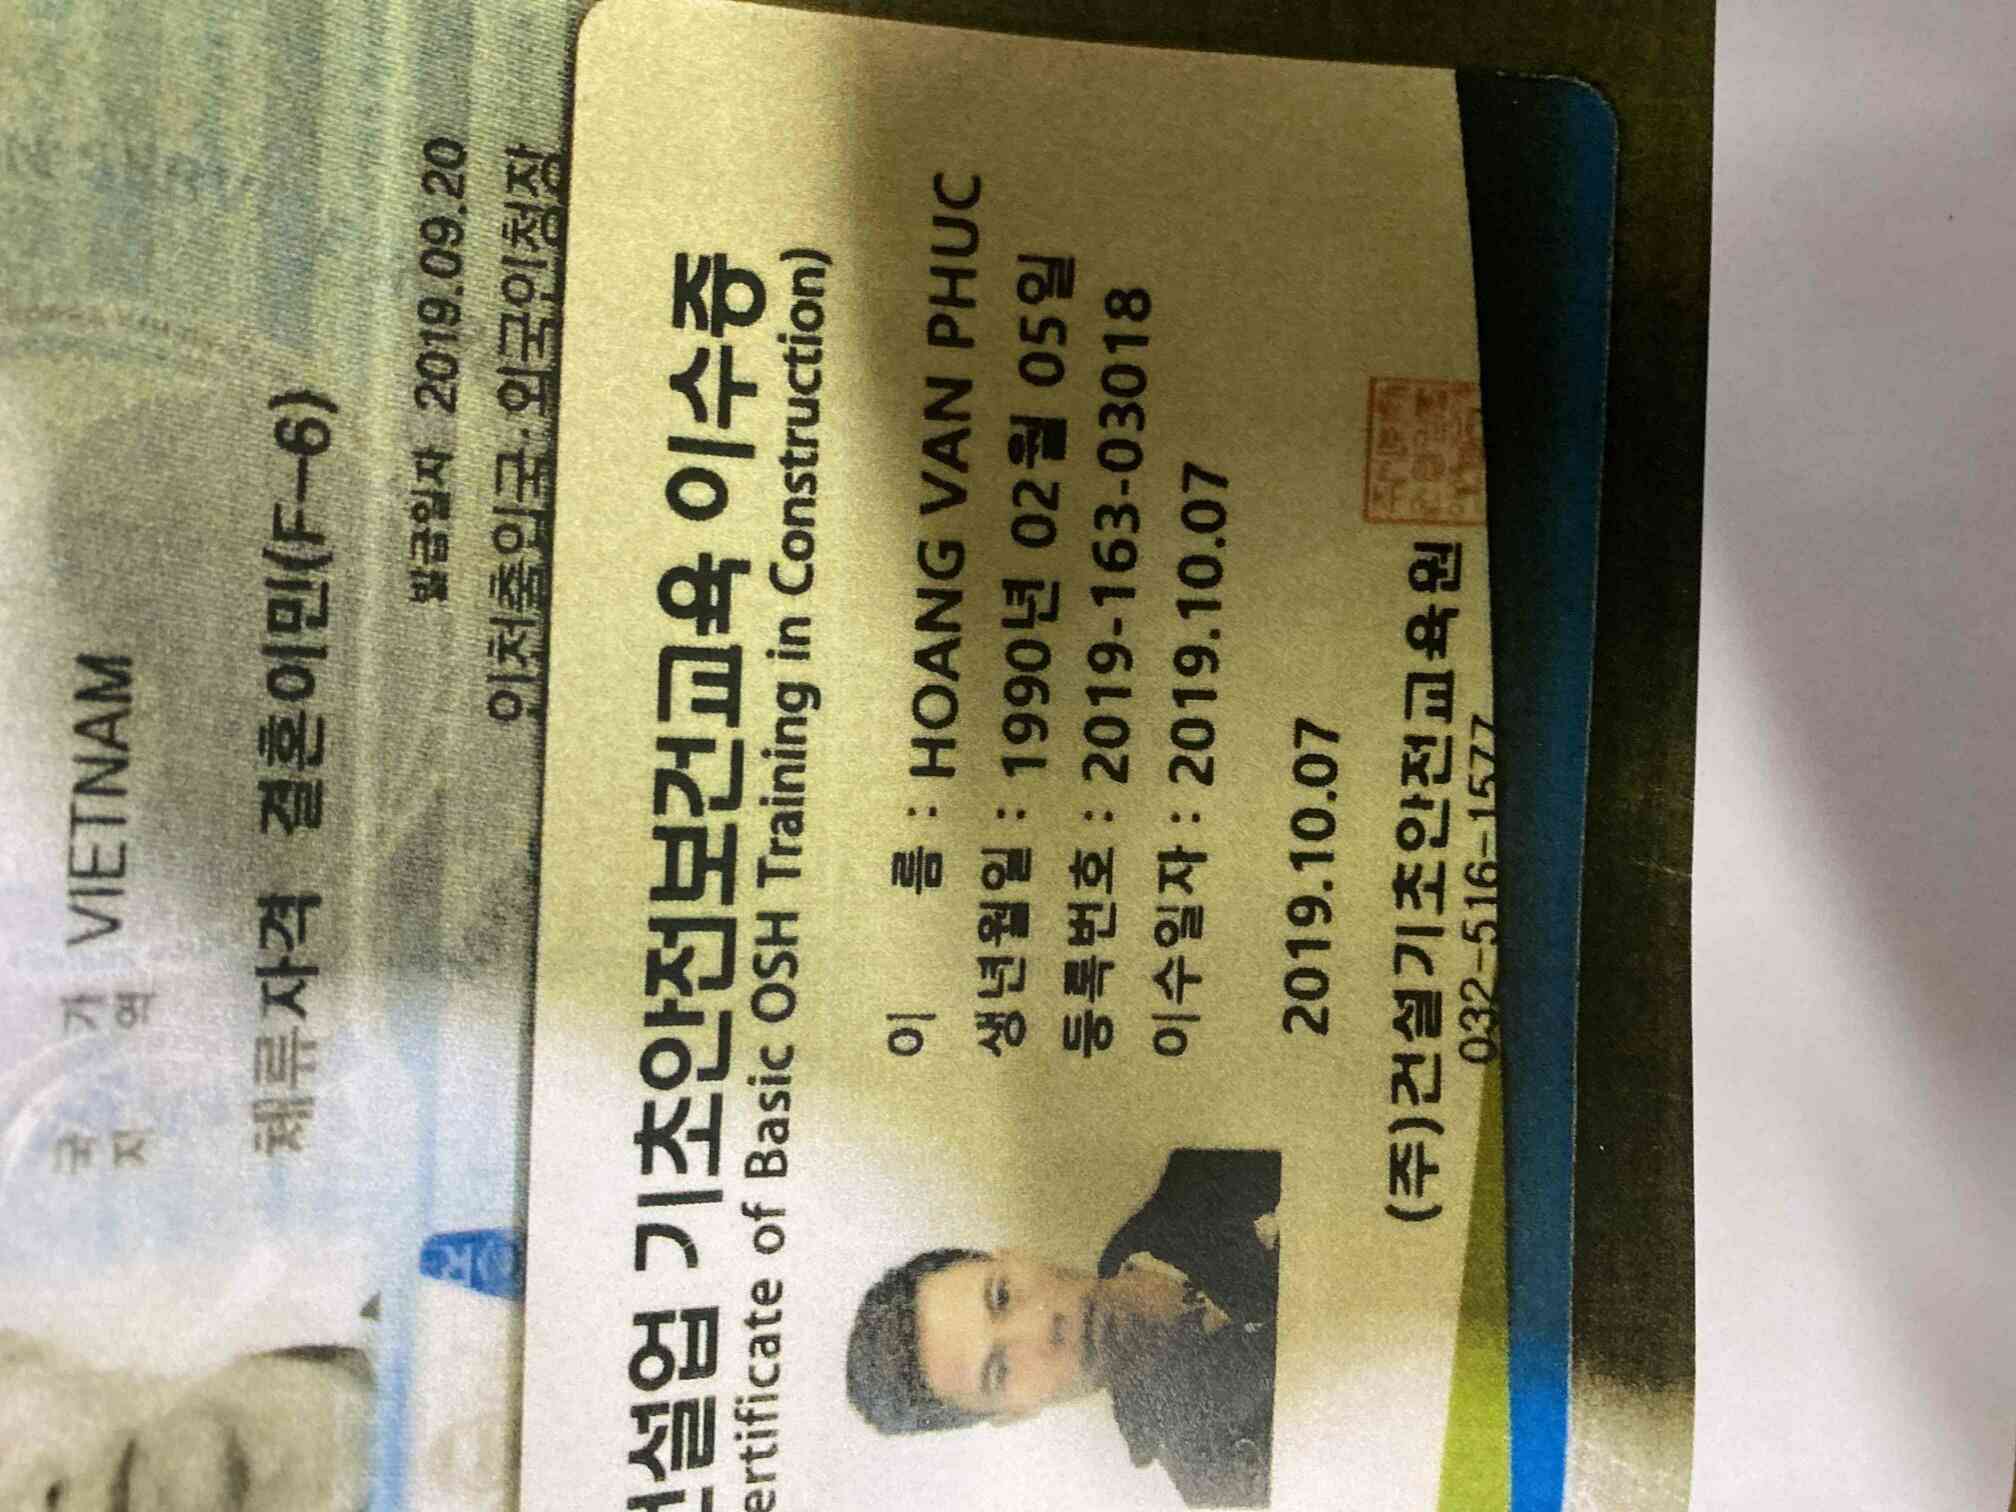 국 가 VIETNAM
지 역
체류자격 결혼이민(F-6)
발급일자 2019.09.20
인천출입국·외국인청장
건설업 기초안전보건교육 이수증
ertificate of Basic OSH Training in Construction)
이 름 : HOANG VAN PHUC
생년월일 : 1990년 02월 05일
등록번호 : 2019-163-03018
이수일자 : 2019.10.07
2019.10.07
(주)건설기초안전교육원
032-516-1577